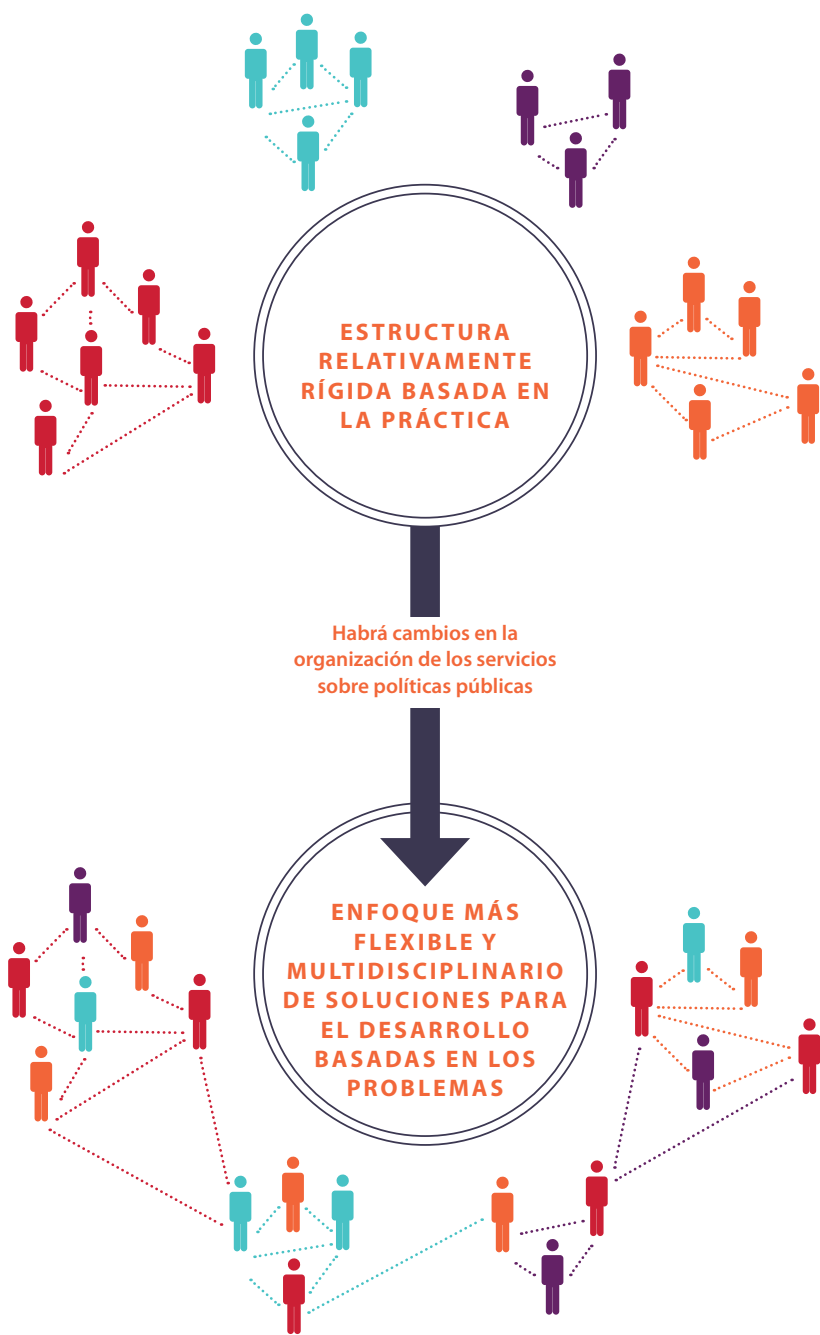 ESTRUCTURA
RELATIVAMENTE
RÍGIDA BASADA EN
LA PRÁCTICA
Habrá cambios en la
organización de los servicios
sobre políticas públicas
ENFOQUE MÁS
FLEXIBLE Y
MULTIDISCIPLINARIO
DE SOLUCIONES PARA
EL DESARROLLO
BASADAS EN LOS
PROBLEMAS